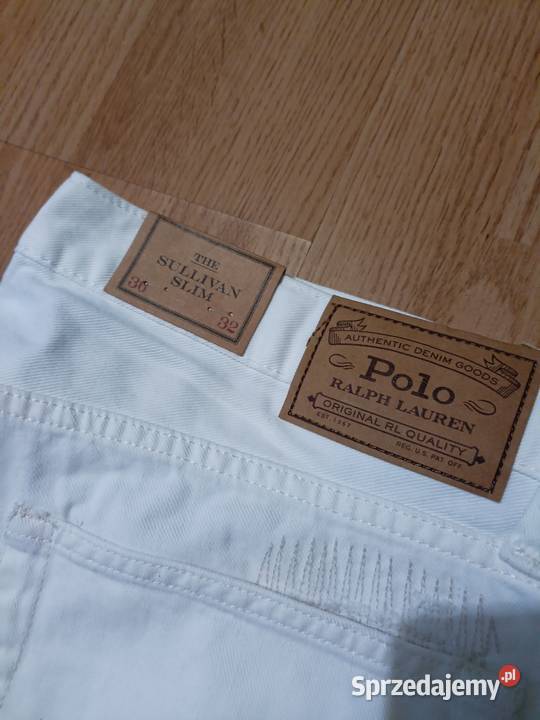 THE
SULLIVAN
SLIM
36
32
AUTHENTIC DENIM GOODS
Polo
RALPH LAUREN
ORIGINAL RL QUALITY
EST. 1967
REG. U.S. PAT. OFF.
Sprzedajemy.pl